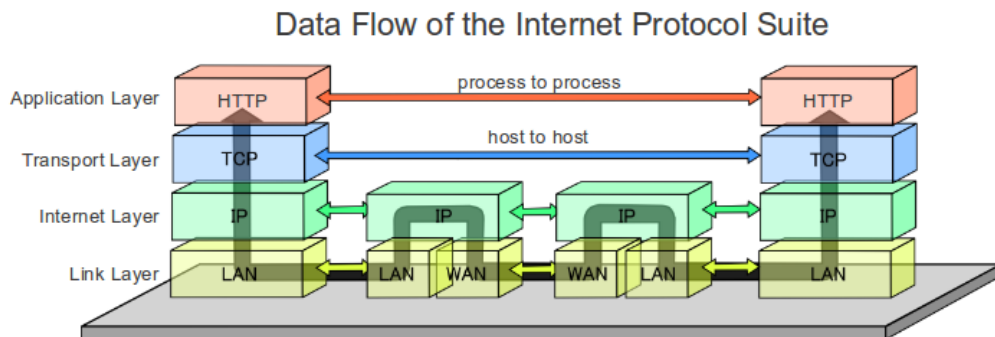 Data Flow of the Internet Protocol Suite
Application Layer
HTTP
process to process
HTTP
Transport Layer
TCP
host to host
TCP
Internet Layer
IP
IP
IP
IP
Link Layer
LAN
LAN
WAN
WAN
LAN
LAN